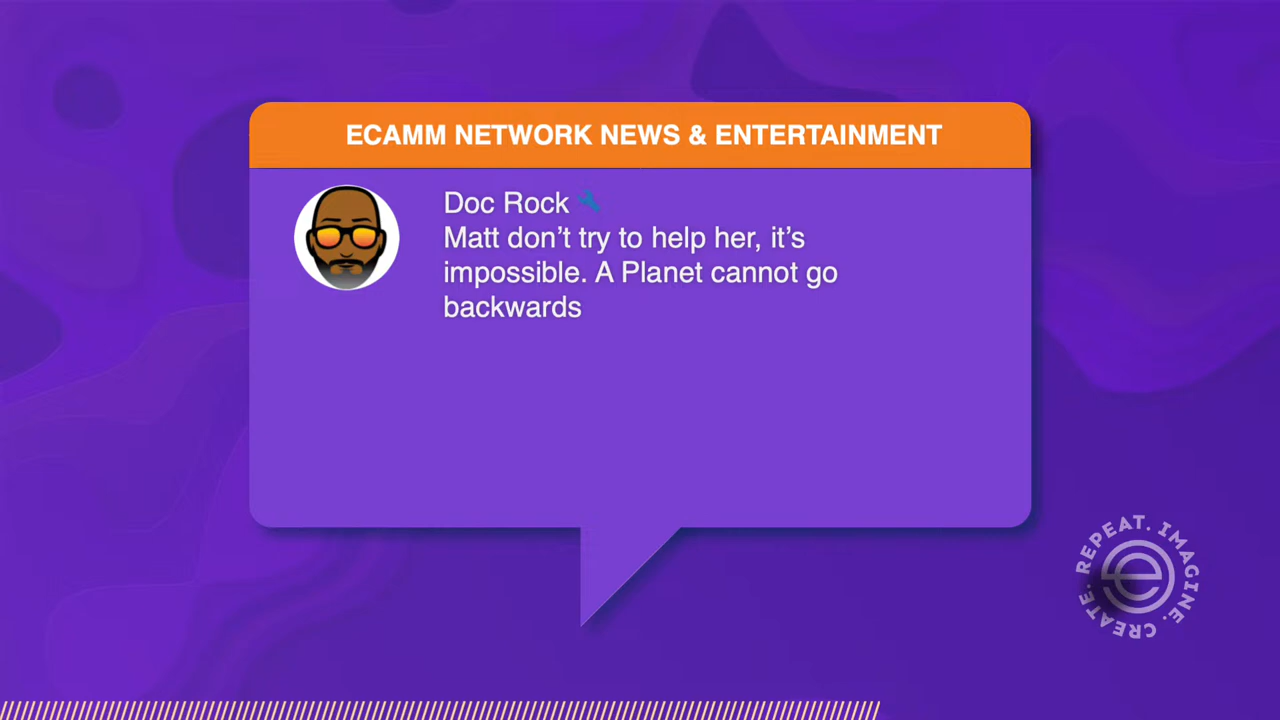 ECAMM NETWORK NEWS & ENTERTAINMENT
Doc Rock
Matt don’t try to help her, it’s
impossible. A Planet cannot go
backwards
REPEAT. IMAGINE. CREATE.
e